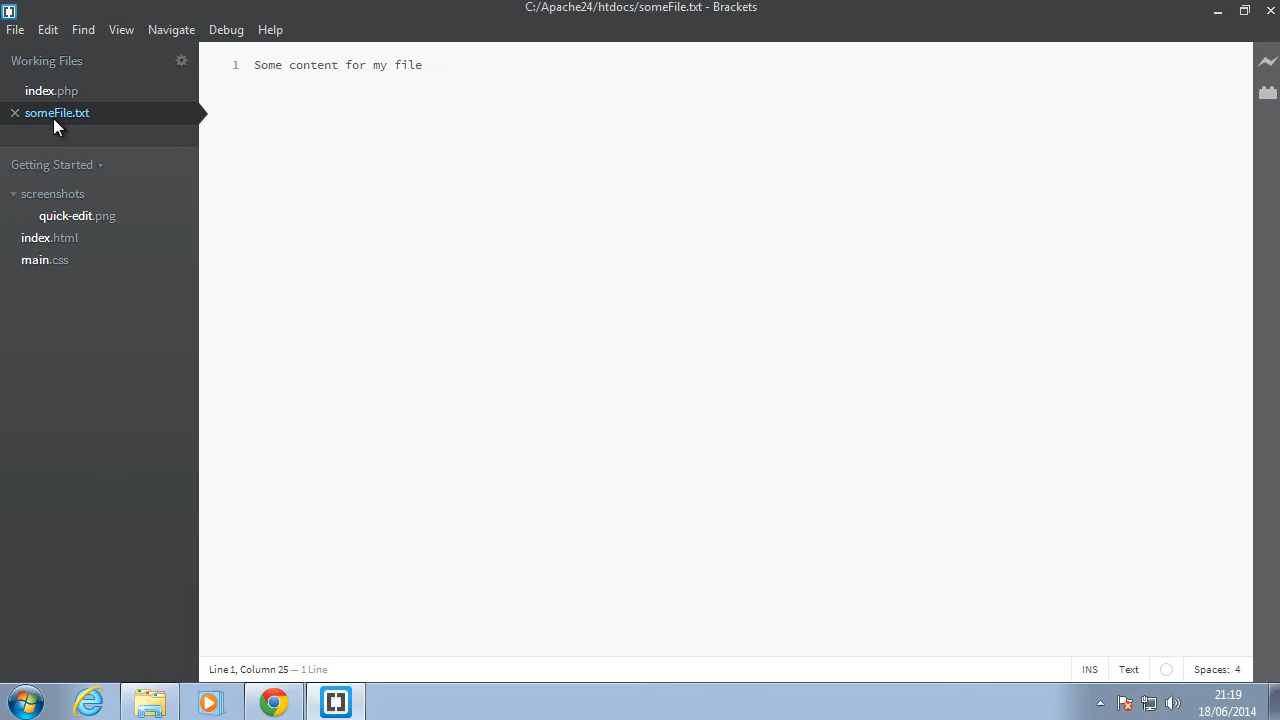 C:/Apache24/htdocs/someFile.txt - Brackets
File Edit Find View Navigate Debug Help
Working Files
index.php
someFile.txt
Getting Started
screenshots
quick-edit.png
index.html
main.css
1 Some content for my file
Line 1, Column 25 — 1 Line
INS Text Spaces: 4
21:19
18/06/2014